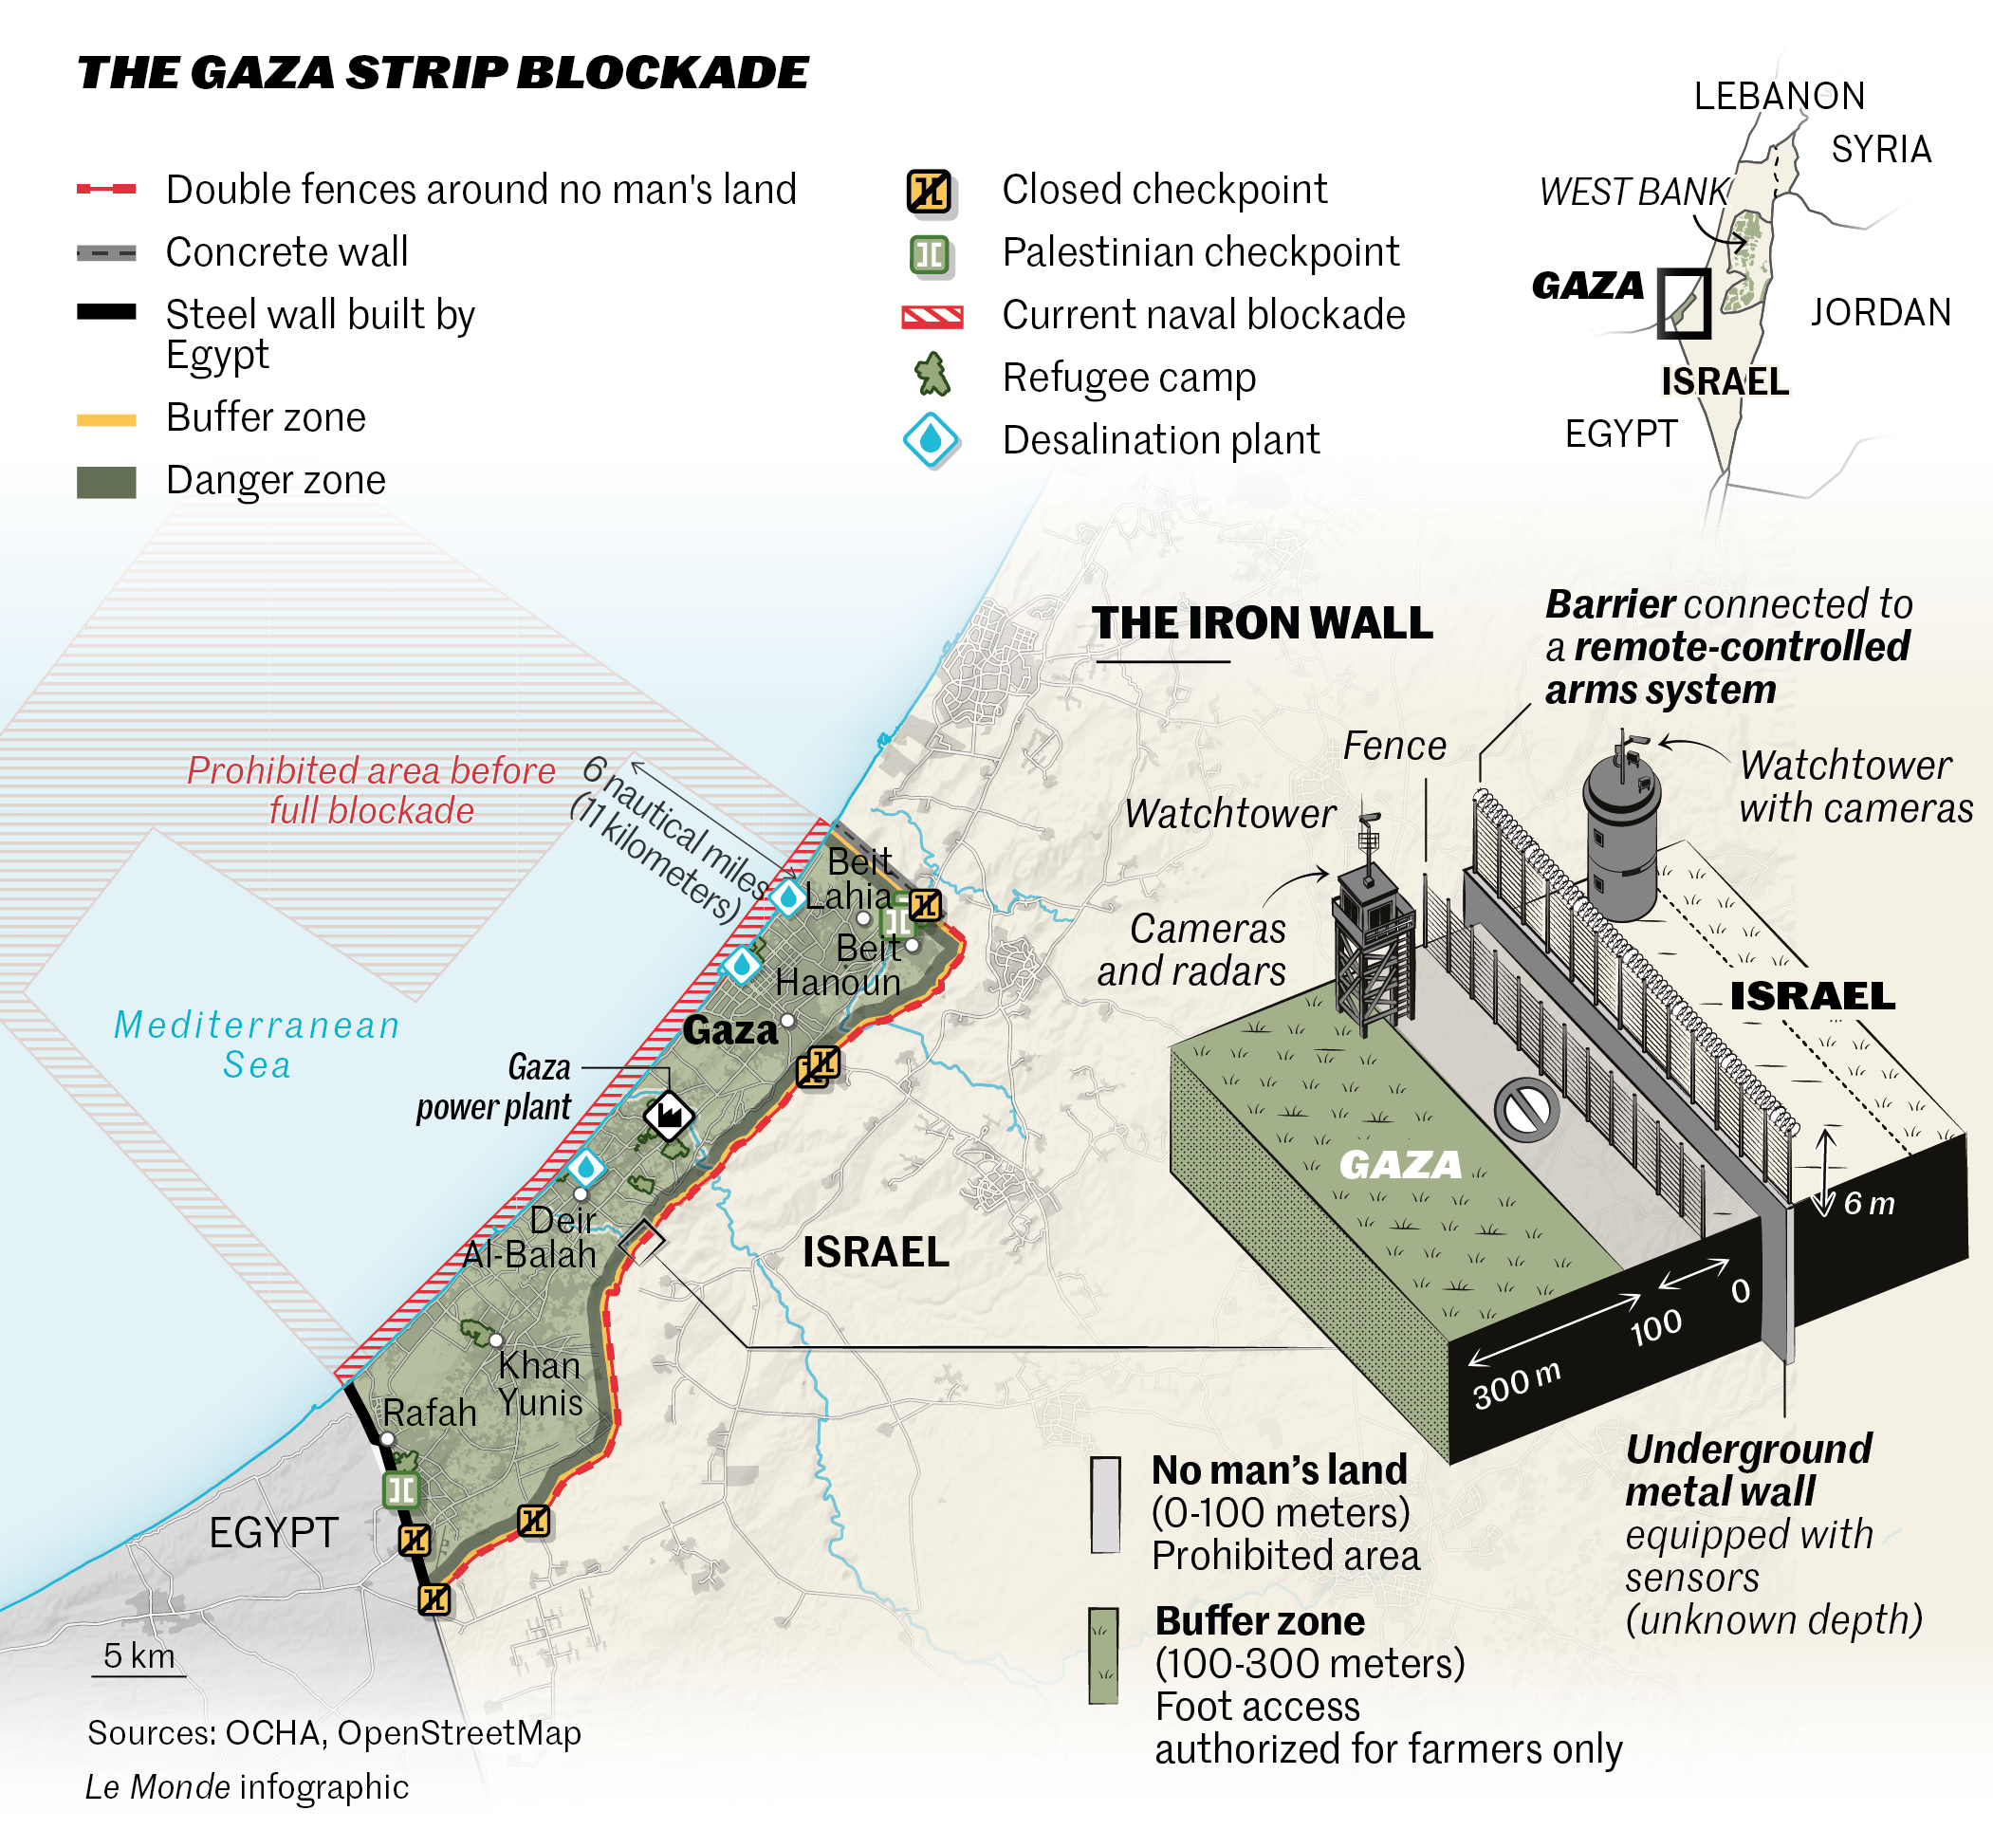 THE GAZA STRIP BLOCKADE
Double fences around no man's land
Concrete wall
Steel wall built by
Egypt
Buffer zone
Danger zone
Closed checkpoint
Palestinian checkpoint
Current naval blockade
Refugee camp
Desalination plant
LEBANON
SYRIA
WEST BANK
GAZA
JORDAN
ISRAEL
EGYPT
Prohibited area before
full blockade
6 nautical miles
(11 kilometers)
Mediterranean
Sea
Beit
Lahia
Beit
Hanoun
Gaza
Gaza
power plant
Deir
Al-Balah
Khan
Yunis
Rafah
ISRAEL
EGYPT
5 km
Sources: OCHA, OpenStreetMap
Le Monde infographic
THE IRON WALL
Barrier connected to
a remote-controlled
arms system
Fence
Watchtower
Watchtower
with cameras
Cameras
and radars
ISRAEL
GAZA
6 m
0
100
300 m
Underground
metal wall
equipped with
sensors
(unknown depth)
No man’s land
(0-100 meters)
Prohibited area
Buffer zone
(100-300 meters)
Foot access
authorized for farmers only